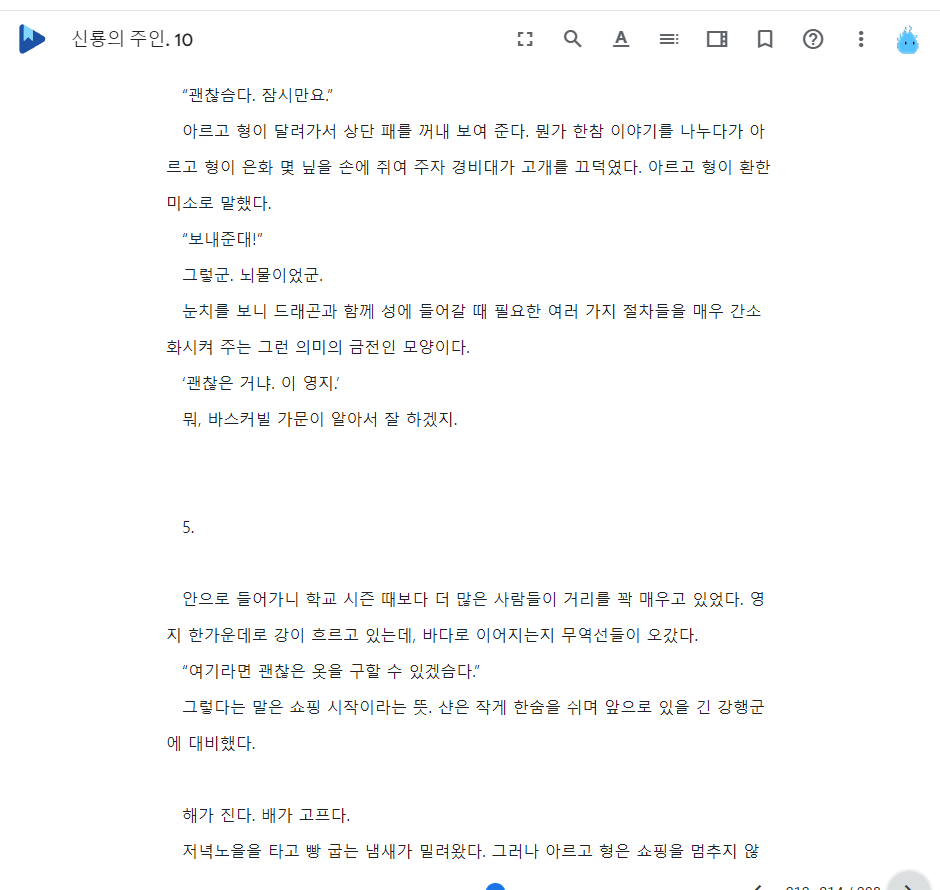 신룡의 주인. 10
“괜찮슴다. 잠시만요.”
아르고 형이 달려가서 상단 패를 꺼내 보여 준다. 뭔가 한참 이야기를 나누다가 아
르고 형이 은화 몇 닢을 손에 쥐여 주자 경비대가 고개를 끄덕였다. 아르고 형이 환한
미소로 말했다.
“보내준대!”
그렇군. 뇌물이었군.
눈치를 보니 드래곤과 함께 성에 들어갈 때 필요한 여러 가지 절차들을 매우 간소
화시켜 주는 그런 의미의 금전인 모양이다.
‘괜찮은 거냐. 이 영지.’
뭐, 바스커빌 가문이 알아서 잘 하겠지.
5.
안으로 들어가니 학교 시즌 때보다 더 많은 사람들이 거리를 꽉 매우고 있었다. 영
지 한가운데로 강이 흐르고 있는데, 바다로 이어지는지 무역선들이 오갔다.
“여기라면 괜찮은 옷을 구할 수 있겠슴다.”
그렇다는 말은 쇼핑 시작이라는 뜻. 샨은 작게 한숨을 쉬며 앞으로 있을 긴 강행군
에 대비했다.
해가 진다. 배가 고프다.
저녁노을을 타고 빵 굽는 냄새가 밀려왔다. 그러나 아르고 형은 쇼핑을 멈추지 않